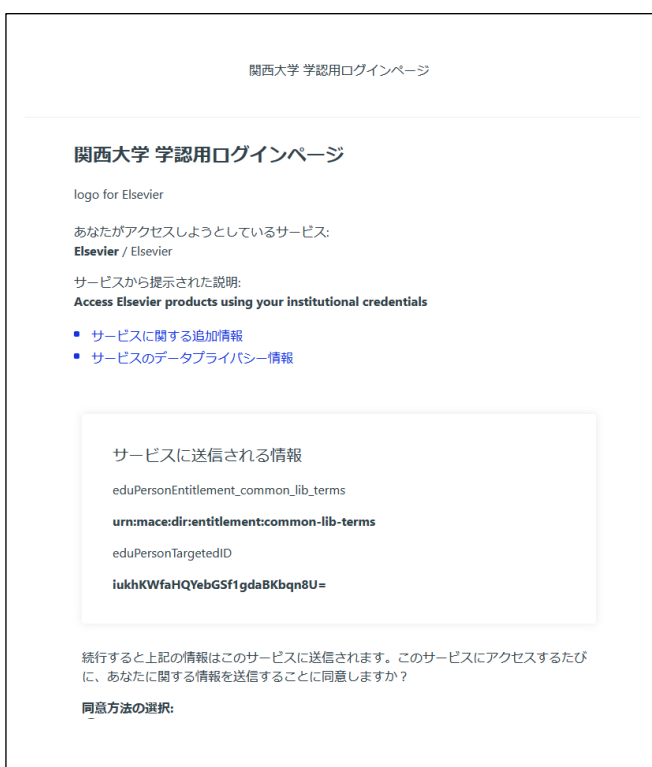 関西大学 学認用ログインページ
関西大学 学認用ログインページ
logo for Elsevier
あなたがアクセスしようとしているサービス:
Elsevier / Elsevier
サービスから提示された説明:
Access Elsevier products using your institutional credentials
サービスに関する追加情報
サービスのデータプライバシー情報
サービスに送信される情報
eduPersonEntitlement_common_lib_terms
urn:mace:dir:entitlement:common-lib-terms
eduPersonTargetedID
iukhKWfaHQYebGSf1gdaBKbqn8U=
続行すると上記の情報はこのサービスに送信されます。このサービスにアクセスするたび
に、あなたに関する情報を送信することに同意しますか？
同意方法の選択: